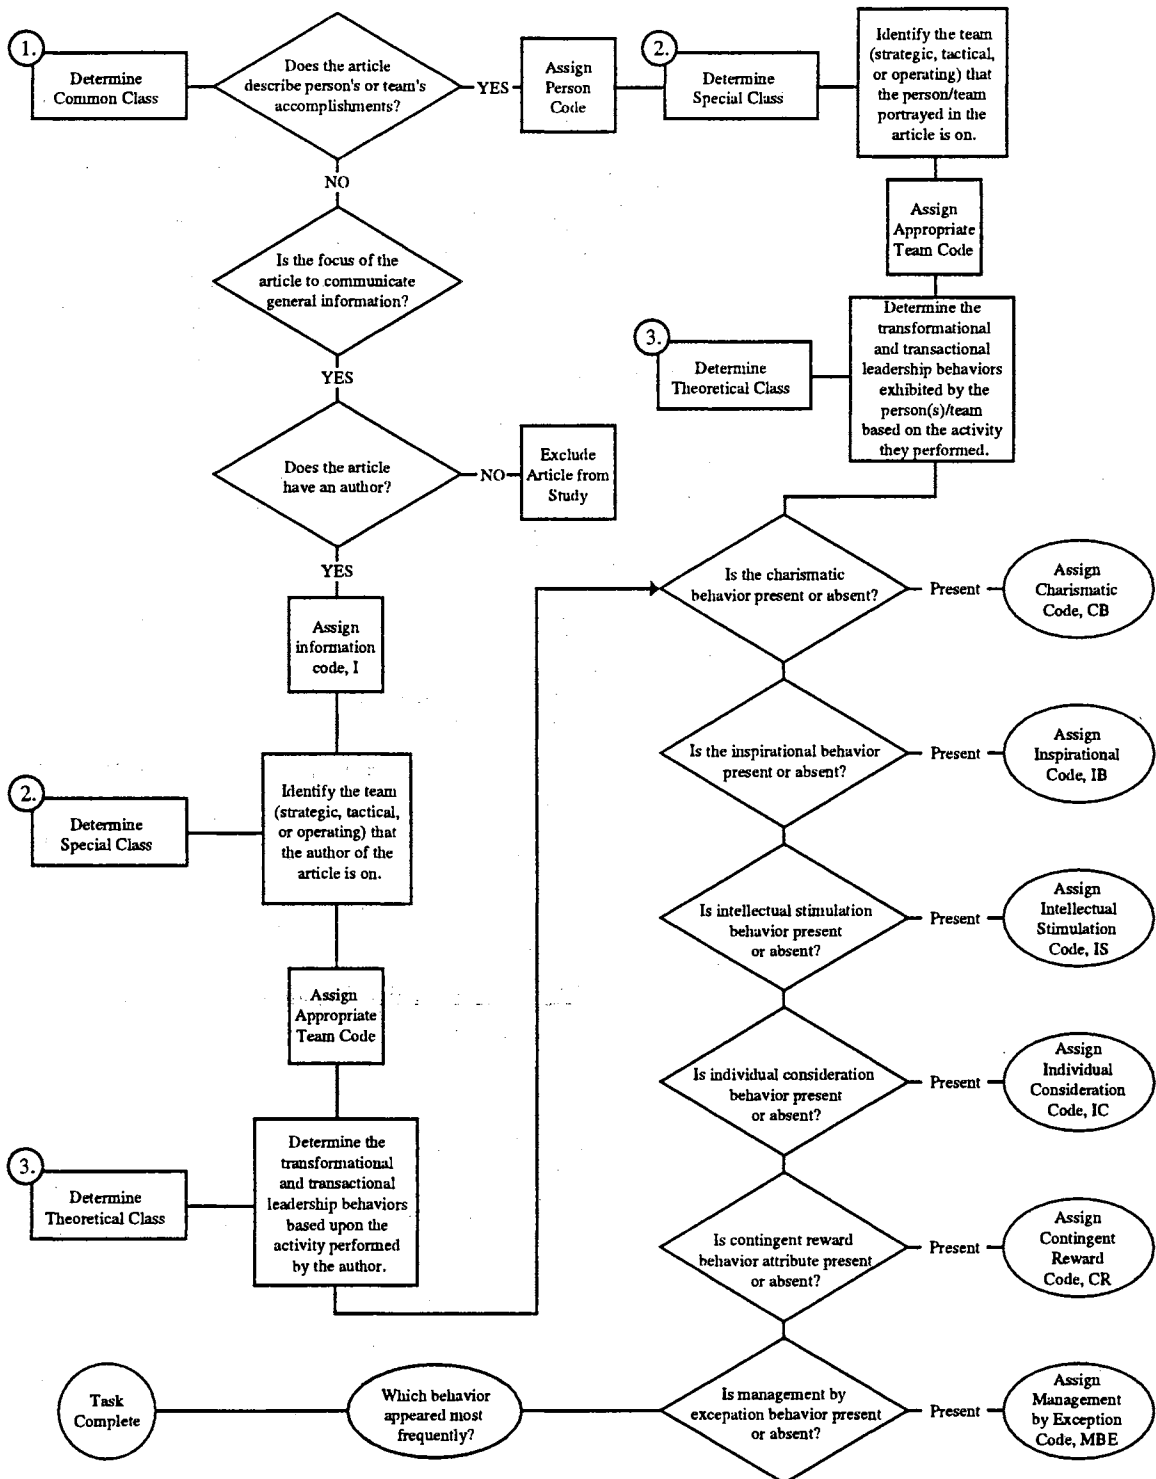 1.
Determine
Common Class
Does the article
describe person's or team's
accomplishments?
YES
Assign
Person
Code
2.
Determine
Special Class
Identify the team
(strategic, tactical,
or operating) that
the person/team
portrayed in the
article is on.
Assign
Appropriate
Team Code
3.
Determine
Theoretical Class
Determine the
transformational
and transactional
leadership behaviors
exhibited by the
person(s)/team
based on the activity
they performed.
NO
Is the focus of the
article to communicate
general information?
YES
Does the article
have an author?
NO
Exclude
Article from
Study
YES
Assign
information
code, I
2.
Determine
Special Class
Identify the team
(strategic, tactical,
or operating) that
the author of the
article is on.
Assign
Appropriate
Team Code
3.
Determine
Theoretical Class
Determine the
transformational
and transactional
leadership behaviors
based upon the
activity performed
by the author.
Is the charismatic
behavior present or absent?
Present
Assign
Charismatic
Code, CB
Is the inspirational behavior
present or absent?
Present
Assign
Inspirational
Code, IB
Is intellectual stimulation
behavior present
or absent?
Present
Assign
Intellectual
Stimulation
Code, IS
Is individual consideration
behavior present
or absent?
Present
Assign
Individual
Consideration
Code, IC
Is contingent reward
behavior attribute present
or absent?
Present
Assign
Contingent
Reward
Code, CR
Is management by
excepation behavior present
or absent?
Present
Assign
Management
by Exception
Code, MBE
Which behavior
appeared most
frequently?
Task
Complete